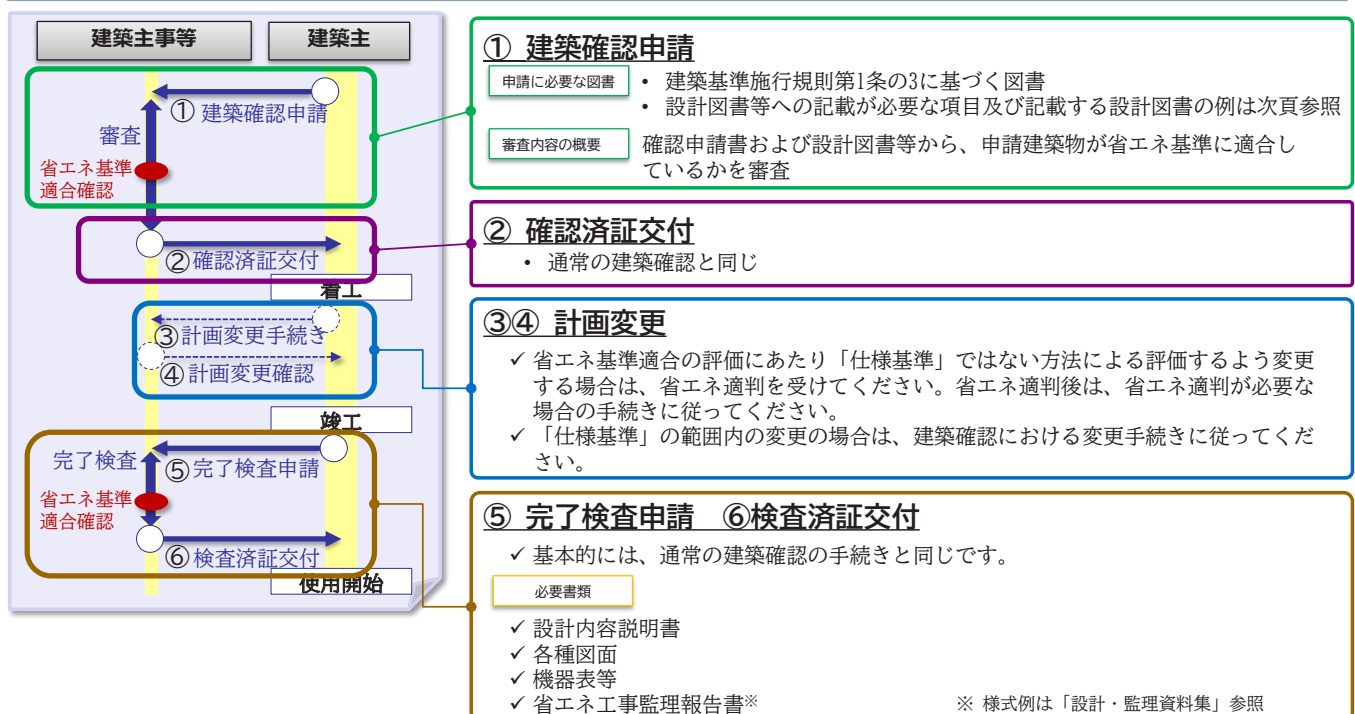 建築主事等
建築主
①建築確認申請
審査
省エネ基準
適合確認
②確認済証交付
着工
③計画変更手続き
④計画変更確認
竣工
完了検査
⑤完了検査申請
省エネ基準
適合確認
⑥検査済証交付
使用開始
① 建築確認申請
申請に必要な図書
• 建築基準施行規則第1条の3に基づく図書
• 設計図書等への記載が必要な項目及び記載する設計図書の例は次頁参照
審査内容の概要
確認申請書および設計図書等から、申請建築物が省エネ基準に適合し
ているかを審査
② 確認済証交付
• 通常の建築確認と同じ
③④ 計画変更
✓ 省エネ基準適合の評価にあたり「仕様基準」ではない方法による評価するよう変更
する場合は、省エネ適判を受けてください。省エネ適判後は、省エネ適判が必要な
場合の手続きに従ってください。
✓ 「仕様基準」の範囲内の変更の場合は、建築確認における変更手続きに従ってくだ
さい。
⑤ 完了検査申請 ⑥検査済証交付
✓ 基本的には、通常の建築確認の手続きと同じです。
必要書類
✓ 設計内容説明書
✓ 各種図面
✓ 機器表等
✓ 省エネ工事監理報告書※
※ 様式例は「設計・監理資料集」参照